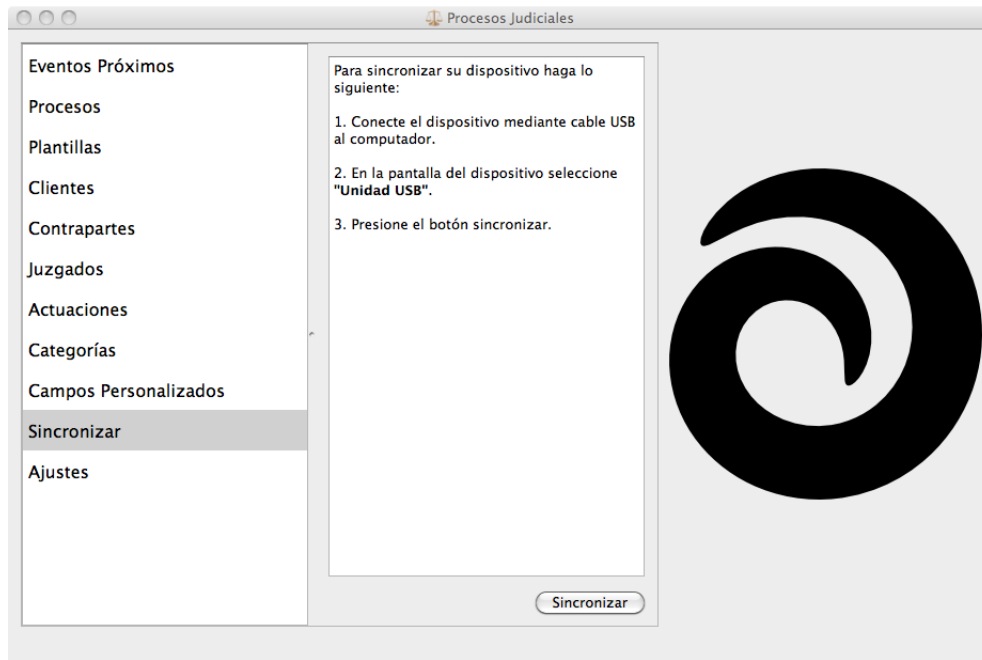 Procesos Judiciales
Eventos Próximos
Procesos
Plantillas
Clientes
Contrapartes
Juzgados
Actuaciones
Categorías
Campos Personalizados
Sincronizar
Ajustes
Para sincronizar su dispositivo haga lo
siguiente:
1. Conecte el dispositivo mediante cable USB
al computador.
2. En la pantalla del dispositivo seleccione
"Unidad USB".
3. Presione el botón sincronizar.
Sincronizar